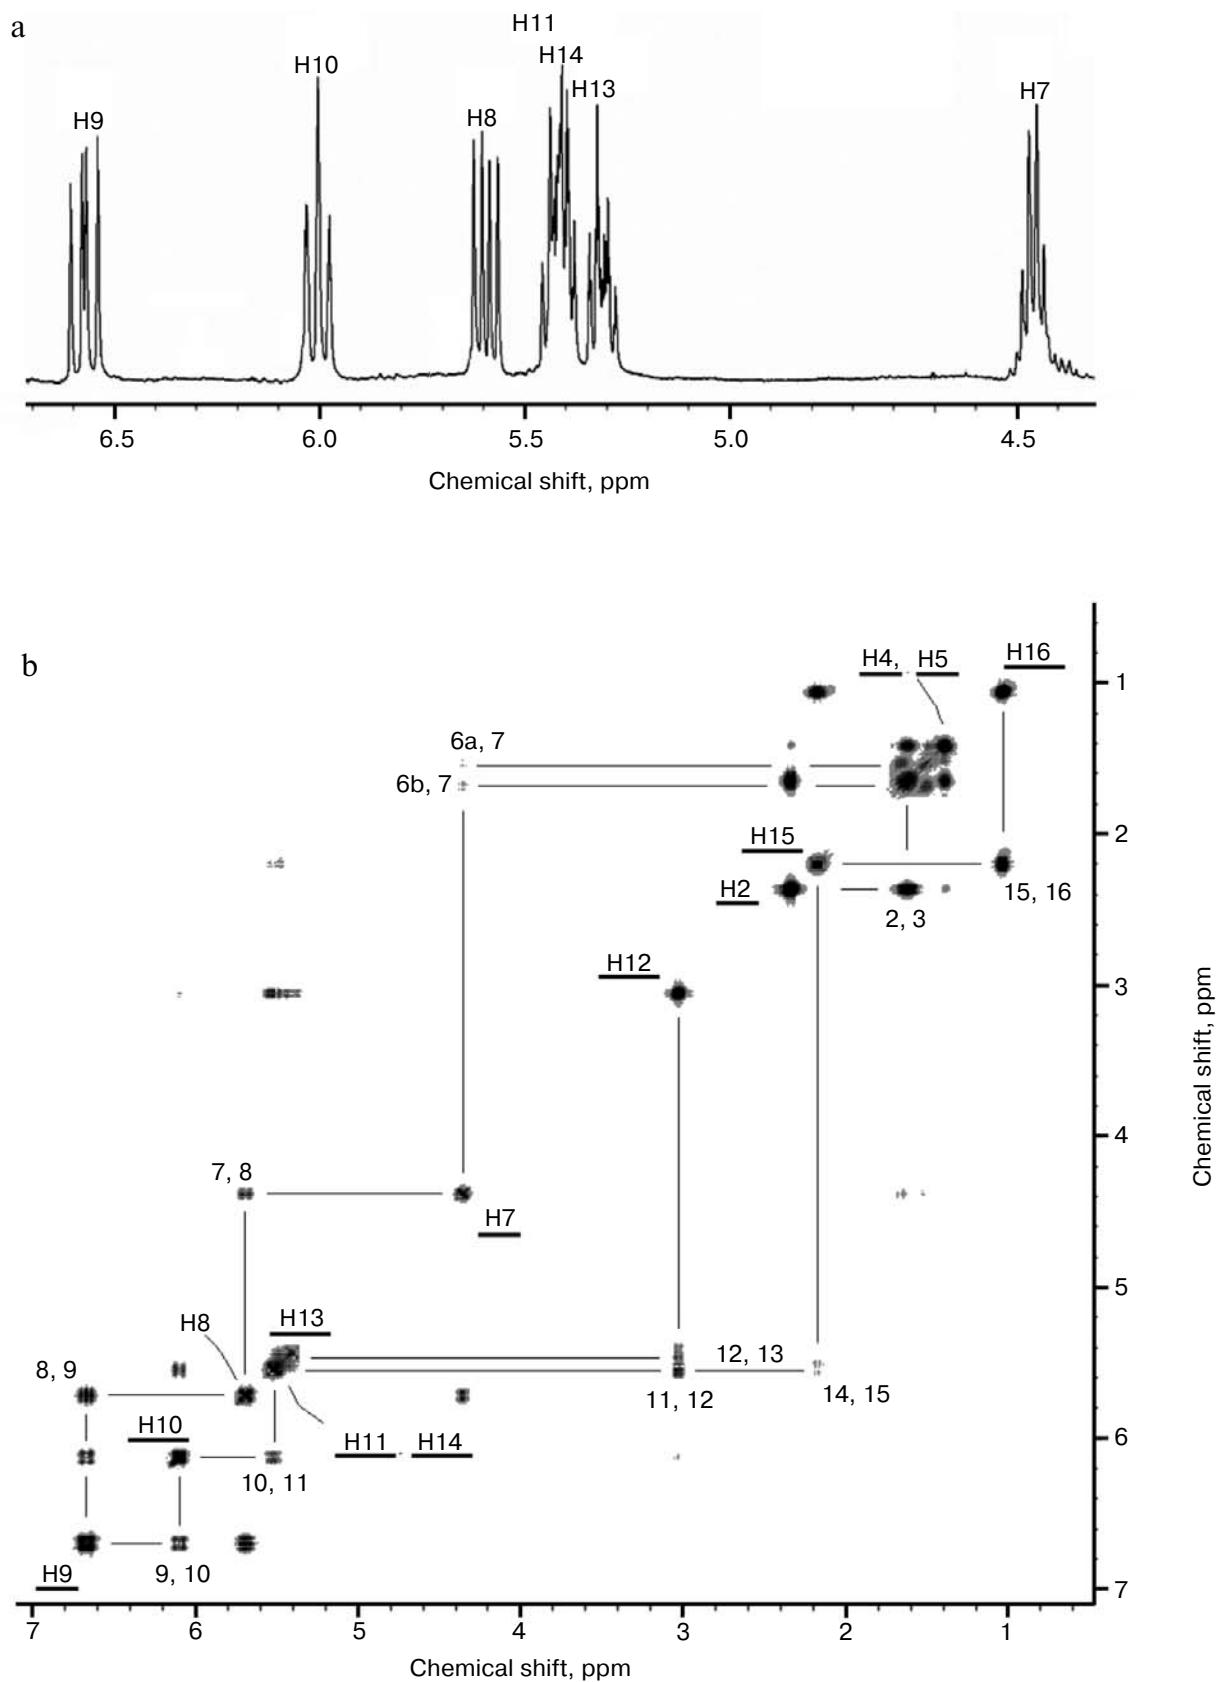 a
H11
H14
H10
H13
H7
H8
H9
6.5 6.0 5.5 5.0 4.5
Chemical shift, ppm
b
H4, H5 H16
1
6a, 7
6b, 7
2
H15
H2
15, 16
2, 3
H12
3
Chemical shift, ppm
4
7, 8
H7
5
H13
H8
8, 9
12, 13
11, 12
14, 15
H10
6
H11 H14
10, 11
H9
9, 10
7
7 6 5 4 3 2 1
Chemical shift, ppm